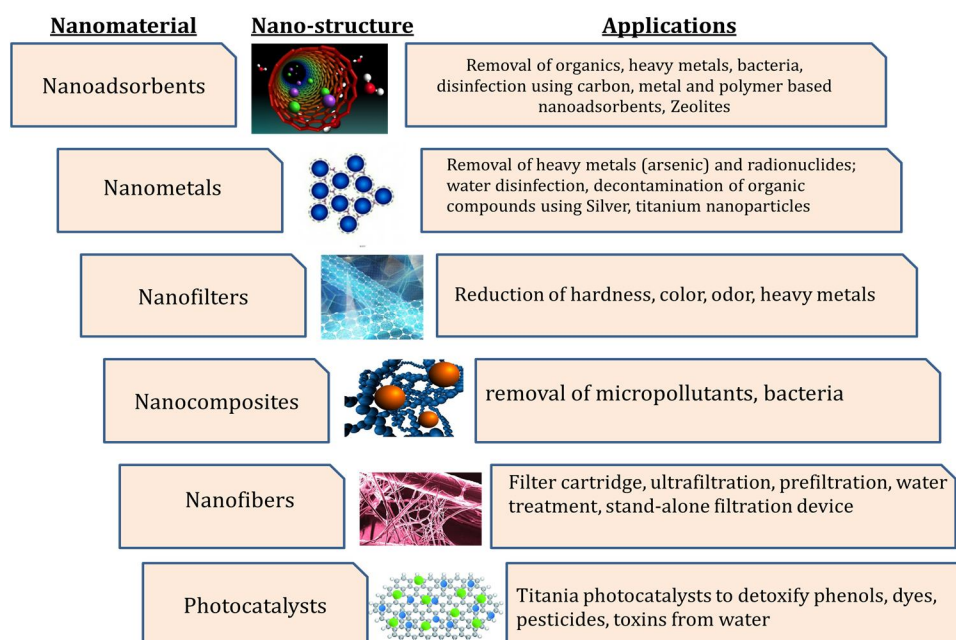 Nanomaterial
Nano-structure
Applications
Nanoadsorbents
Removal of organics, heavy metals, bacteria,
disinfection using carbon, metal and polymer based
nanoadsorbents, Zeolites
Nanometals
Removal of heavy metals (arsenic) and radionuclides;
water disinfection, decontamination of organic
compounds using Silver, titanium nanoparticles
Nanofilters
Reduction of hardness, color, odor, heavy metals
Nanocomposites
removal of micropollutants, bacteria
Nanofibers
Filter cartridge, ultrafiltration, prefiltration, water
treatment, stand-alone filtration device
Photocatalysts
Titania photocatalysts to detoxify phenols, dyes,
pesticides, toxins from water